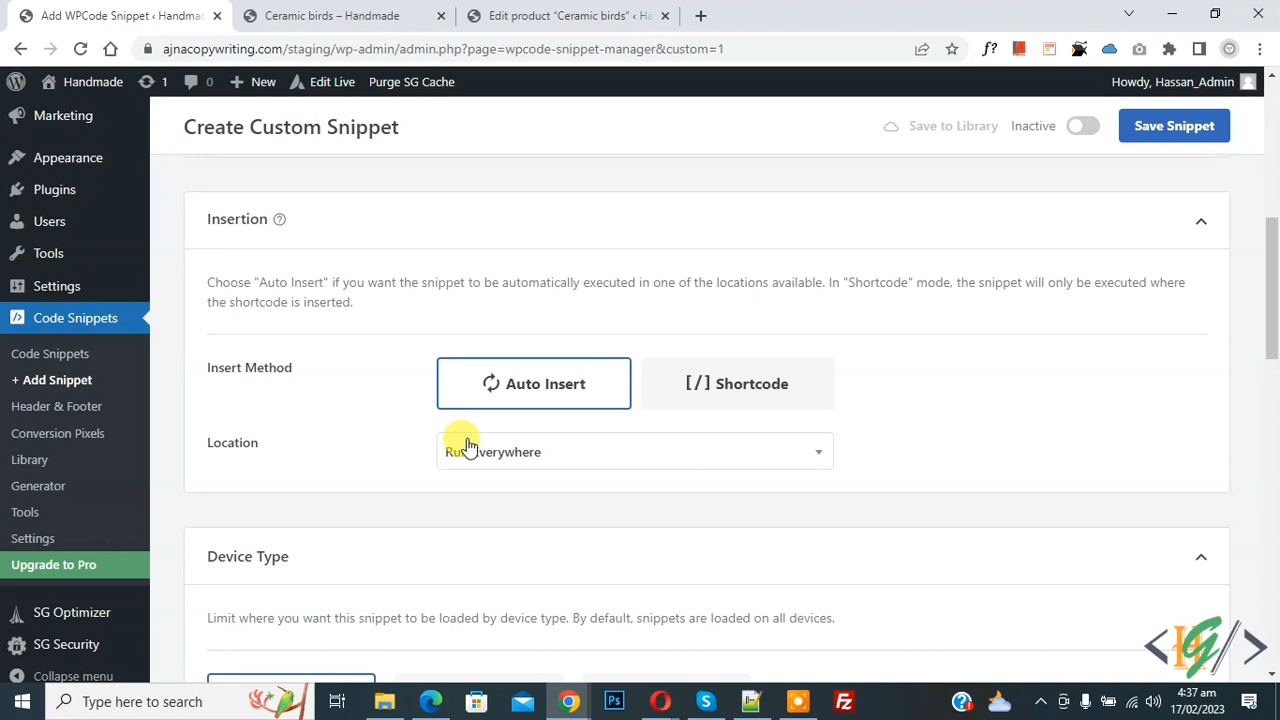 Add WPCode Snippet ‹ Handmac
Ceramic birds – Handmade
Edit product "Ceramic birds" ‹ Ha
ajnacopywriting.com/staging/wp-admin/admin.php?page=wpcode-snippet-manager&custom=1
Handmade 1 0 New Edit Live Purge SG Cache Howdy, Hassan_Admin
Marketing
Appearance
Plugins
Users
Tools
Settings
Code Snippets
Code Snippets
+ Add Snippet
Header & Footer
Conversion Pixels
Library
Generator
Tools
Settings
Upgrade to Pro
SG Optimizer
SG Security
Collapse menu
Create Custom Snippet
Save to Library Inactive Save Snippet
Insertion
Choose "Auto Insert" if you want the snippet to be automatically executed in one of the locations available. In "Shortcode" mode, the snippet will only be executed where
the shortcode is inserted.
Insert Method
Auto Insert
[/] Shortcode
Location
Run Everywhere
Device Type
Limit where you want this snippet to be loaded by device type. By default, snippets are loaded on all devices.
Type here to search
4:37 am
17/02/2023